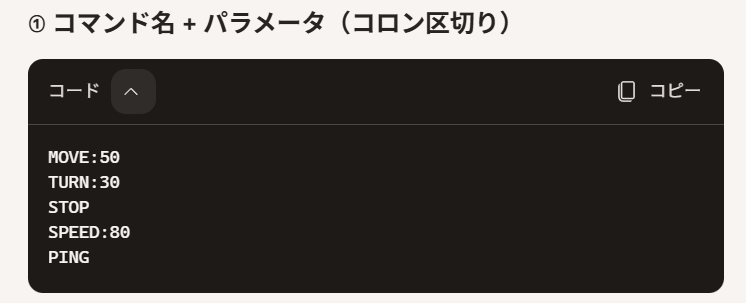 ① コマンド名 + パラメータ（コロン区切り）
コード
コピー
MOVE:50
TURN:30
STOP
SPEED:80
PING